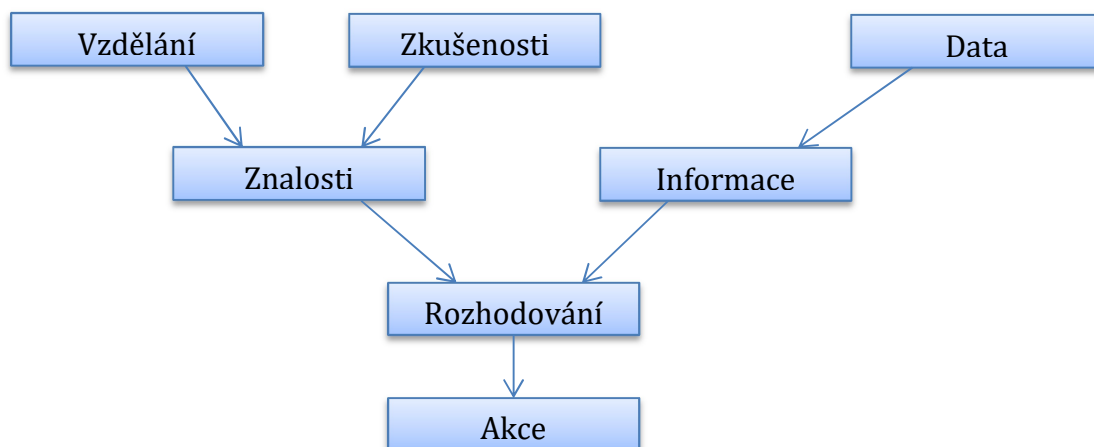 Vzdělání
Zkušenosti
Data
Znalosti
Informace
Rozhodování
Akce